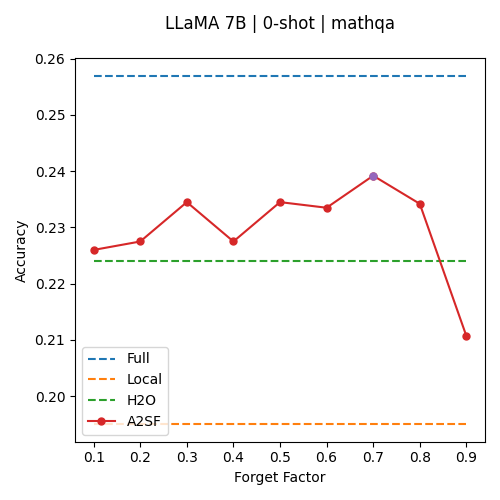 LLaMA 7B | 0-shot | mathqa
0.26
0.25
0.24
0.23
0.22
0.21
0.20
Accuracy
Full
Local
H2O
A2SF
0.1 0.2 0.3 0.4 0.5 0.6 0.7 0.8 0.9
Forget Factor